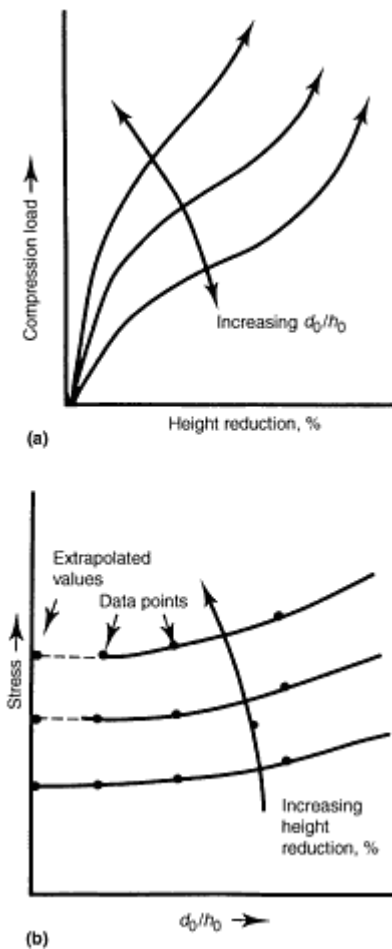 Compression load
Increasing d₀/h₀
Height reduction, %
(a)
Extrapolated
values
Data points
Stress
Increasing
height
reduction, %
d₀/h₀
(b)